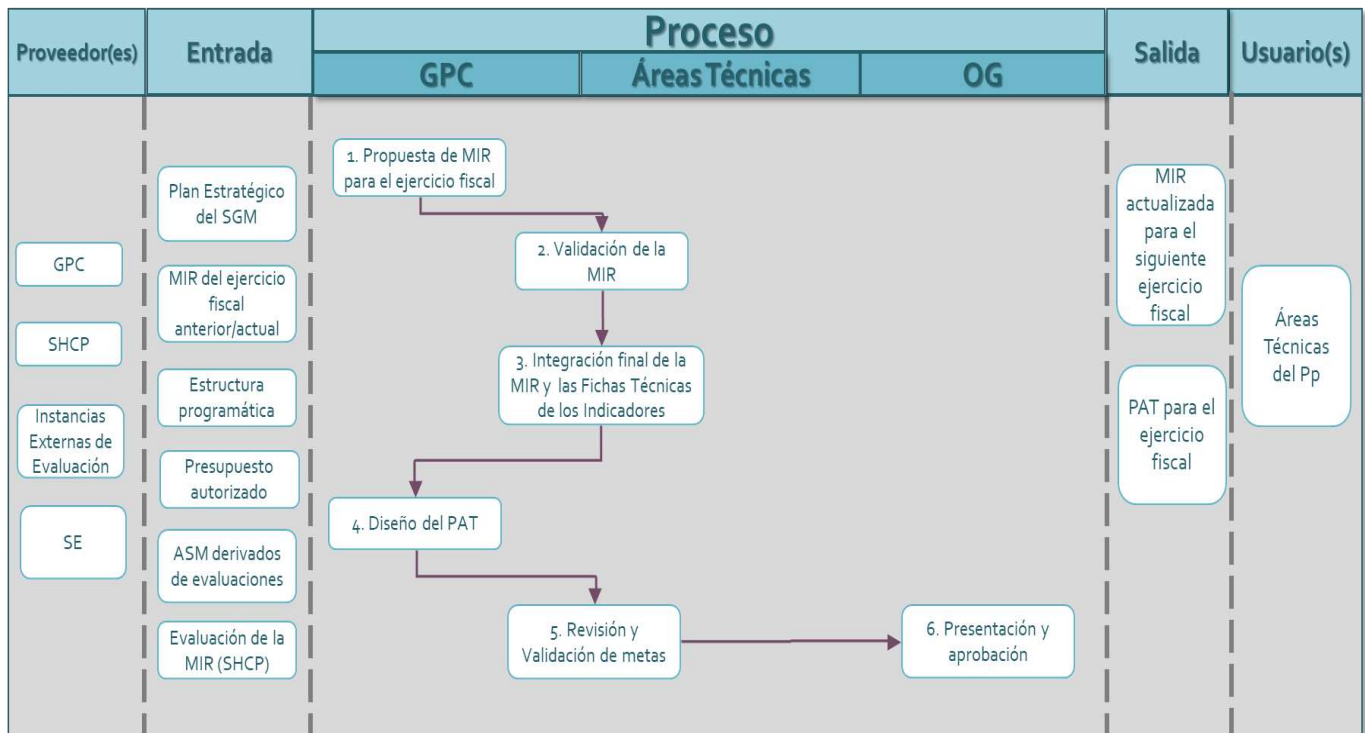 Proveedor(es)
Entrada
Proceso
GPC
Áreas Técnicas
OG
Salida
Usuario(s)
GPC
SHCP
Instancias
Externas de
Evaluación
SE
Plan Estratégico
del SGM
MIR del ejercicio
fiscal
anterior/actual
Estructura
programática
Presupuesto
autorizado
ASM derivados
de evaluaciones
Evaluación de la
MIR (SHCP)
1. Propuesta de MIR
para el ejercicio fiscal
2. Validación de la
MIR
3. Integración final de la
MIR y las Fichas Técnicas
de los Indicadores
4. Diseño del PAT
5. Revisión y
Validación de metas
6. Presentación y
aprobación
MIR
actualizada
para el
siguiente
ejercicio
fiscal
PAT para el
ejercicio
fiscal
Áreas
Técnicas
del Pp